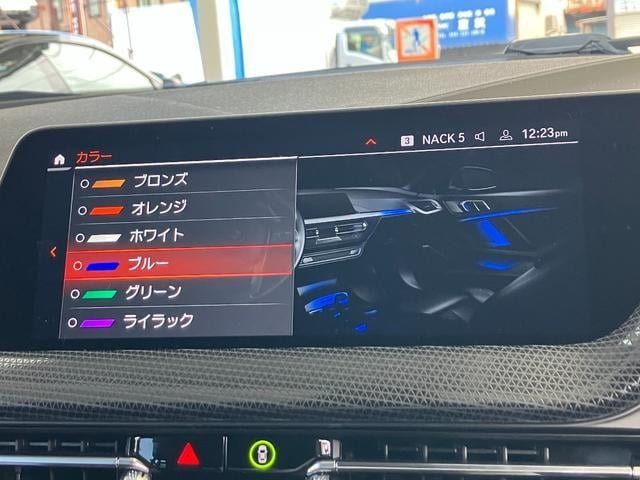 カラー
3 NACK 5 12:23pm
ブロンズ
オレンジ
ホワイト
ブルー
グリーン
ライラック